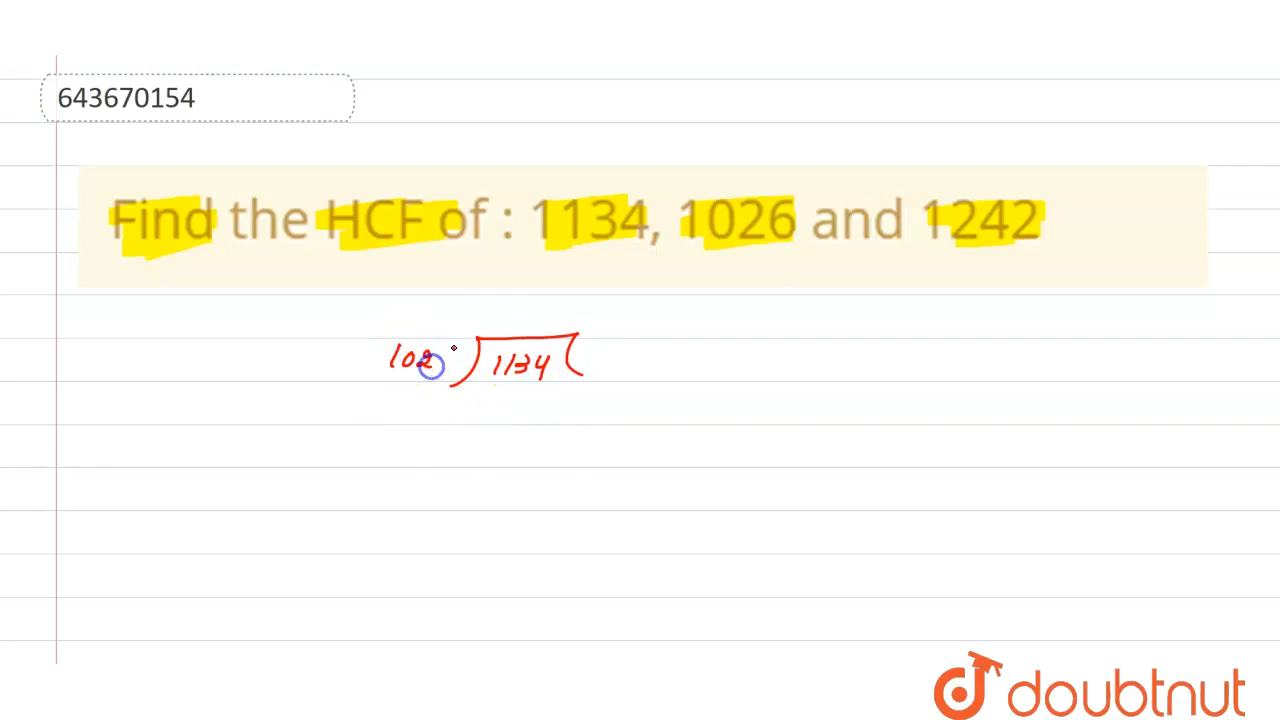 643670154
Find the HCF of : 1134, 1026 and 1242
102 ) 1134 (
doubtnut